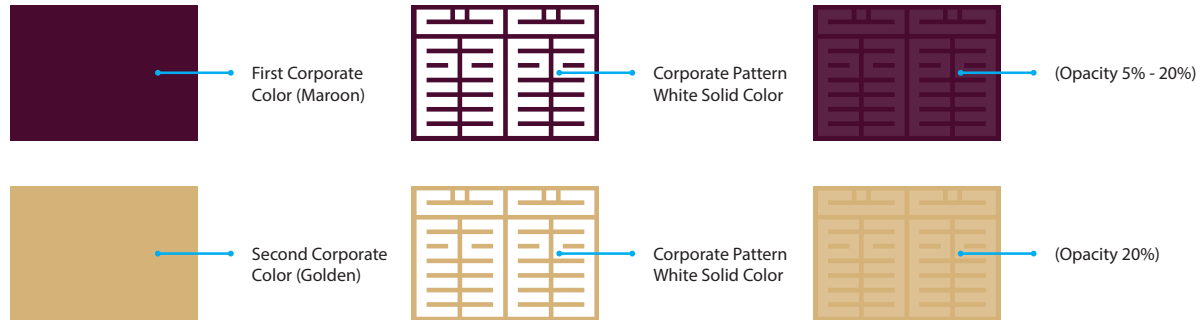 First Corporate
Color (Maroon)
Corporate Pattern
White Solid Color
(Opacity 5% - 20%)
Second Corporate
Color (Golden)
Corporate Pattern
White Solid Color
(Opacity 20%)